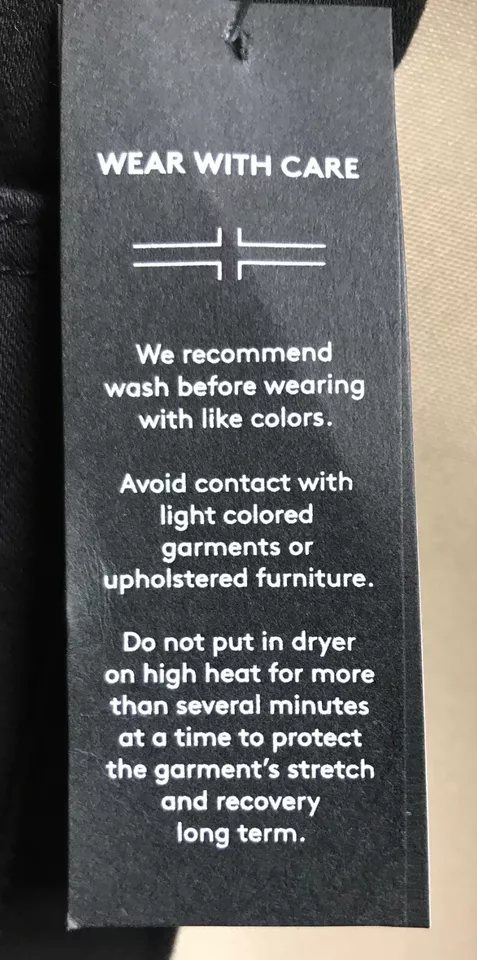 WEAR WITH CARE
We recommend
wash before wearing
with like colors.
Avoid contact with
light colored
garments or
upholstered furniture.
Do not put in dryer
on high heat for more
than several minutes
at a time to protect
the garment's stretch
and recovery
long term.